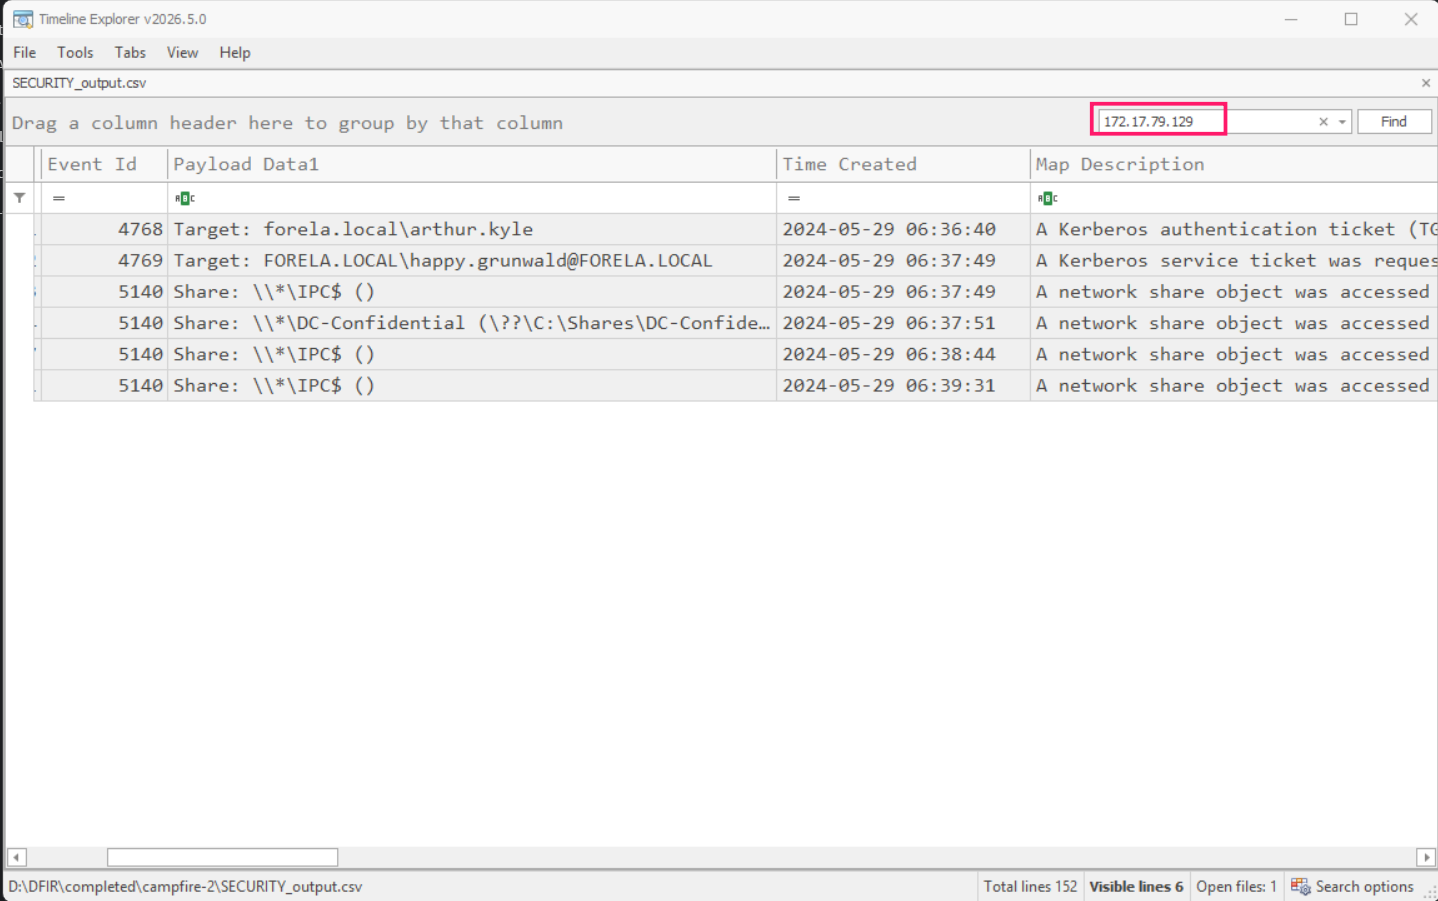 Timeline Explorer v2026.5.0
File Tools Tabs View Help
SECURITY_output.csv
Drag a column header here to group by that column
172.17.79.129
Find
Event Id Payload Data1 Time Created Map Description
= ABC = ABC
4768 Target: forela.local\arthur.kyle 2024-05-29 06:36:40 A Kerberos authentication ticket (TG
4769 Target: FORELA.LOCAL\happy.grunwald@FORELA.LOCAL 2024-05-29 06:37:49 A Kerberos service ticket was reques
5140 Share: \\*\IPC$ () 2024-05-29 06:37:49 A network share object was accessed
5140 Share: \\*\DC-Confidential (\??\C:\Shares\DC-Confide… 2024-05-29 06:37:51 A network share object was accessed
5140 Share: \\*\IPC$ () 2024-05-29 06:38:44 A network share object was accessed
5140 Share: \\*\IPC$ () 2024-05-29 06:39:31 A network share object was accessed
D:\DFIR\completed\campfire-2\SECURITY_output.csv Total lines 152 Visible lines 6 Open files: 1 Search options